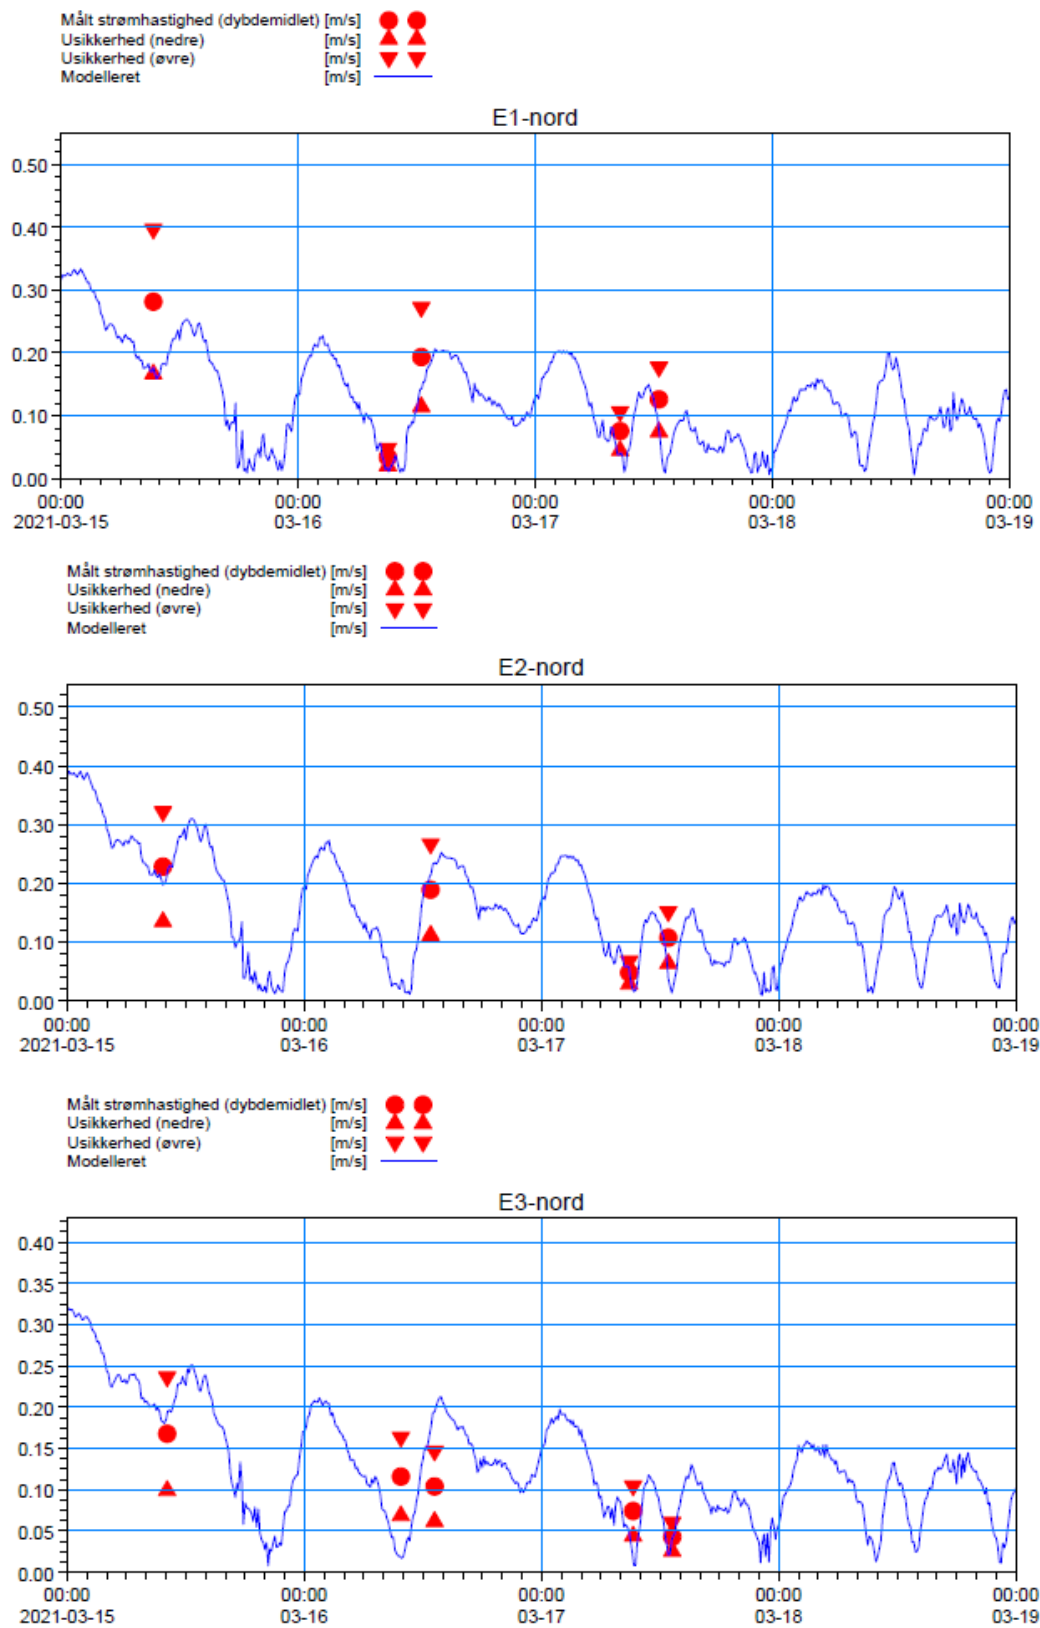 Målt strømhastighed (dybdemidlet) [m/s]
Usikkerhed (nedre) [m/s]
Usikkerhed (øvre) [m/s]
Modelleret [m/s]
E1-nord
0.50
0.40
0.30
0.20
0.10
0.00
00:00 00:00 00:00 00:00 00:00
2021-03-15 03-16 03-17 03-18 03-19
Målt strømhastighed (dybdemidlet) [m/s]
Usikkerhed (nedre) [m/s]
Usikkerhed (øvre) [m/s]
Modelleret [m/s]
E2-nord
0.50
0.40
0.30
0.20
0.10
0.00
00:00 00:00 00:00 00:00 00:00
2021-03-15 03-16 03-17 03-18 03-19
Målt strømhastighed (dybdemidlet) [m/s]
Usikkerhed (nedre) [m/s]
Usikkerhed (øvre) [m/s]
Modelleret [m/s]
E3-nord
0.40
0.35
0.30
0.25
0.20
0.15
0.10
0.05
0.00
00:00 00:00 00:00 00:00 00:00
2021-03-15 03-16 03-17 03-18 03-19